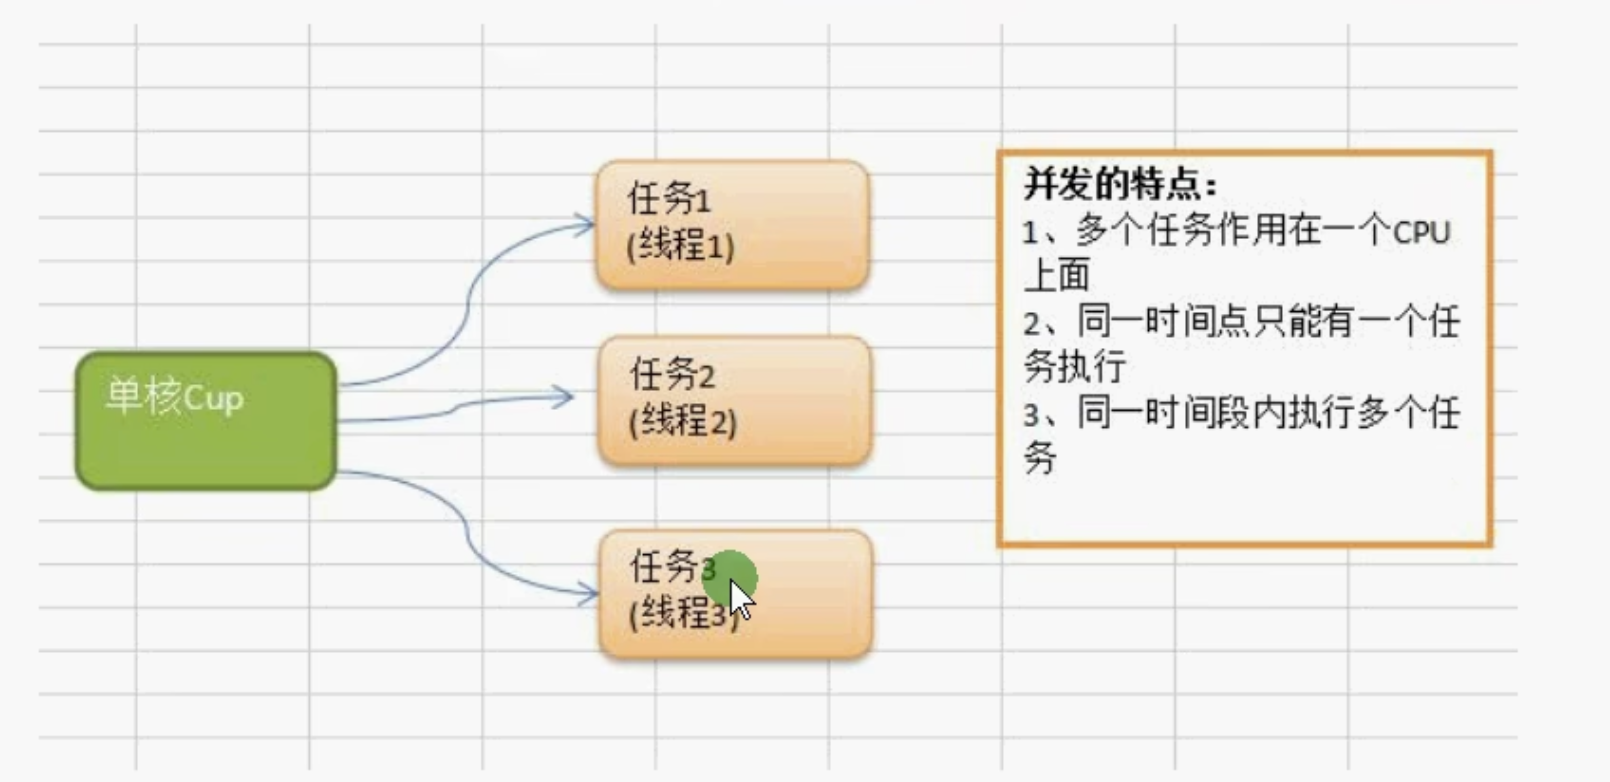 单核Cup
任务1
(线程1)
任务2
(线程2)
任务3
(线程3)
并发的特点：
1、多个任务作用在一个CPU
上面
2、同一时间点只能有一个任
务执行
3、同一时间段内执行多个任
务